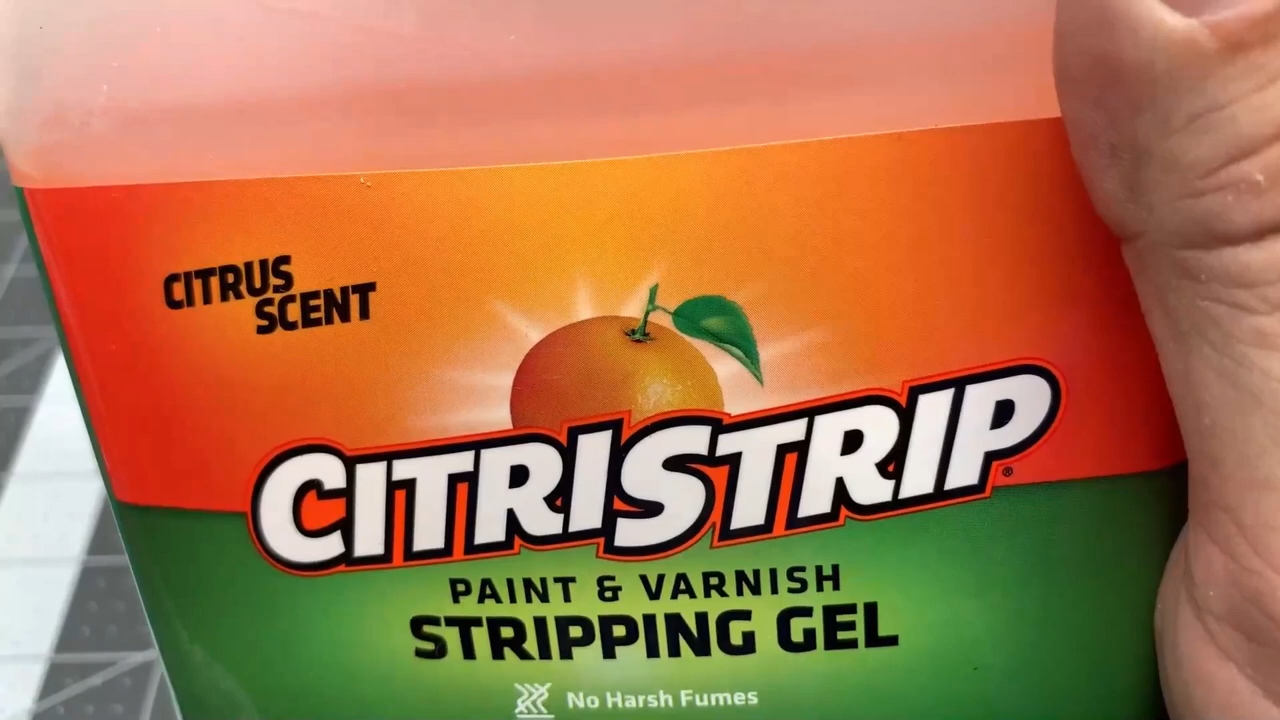 CITRUS
SCENT
CITRISTRIP®
PAINT & VARNISH
STRIPPING GEL
No Harsh Fumes